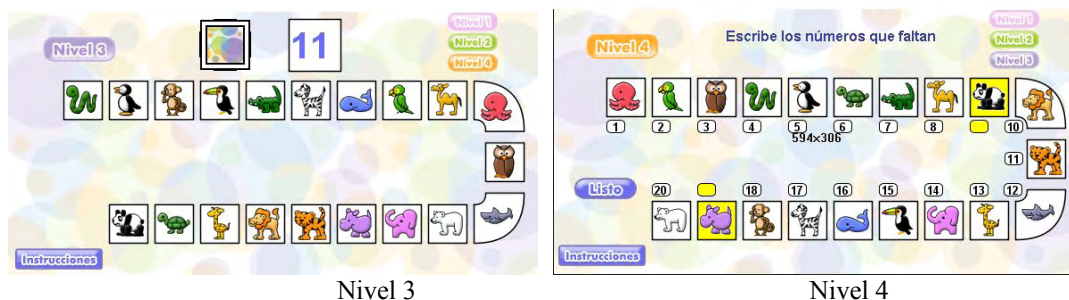 Nivel 3
11
Nivel 1
Nivel 2
Nivel 4
Instrucciones
Nivel 3
Nivel 4
Escribe los números que faltan
Nivel 1
Nivel 2
Nivel 3
1 2 3 4 5 6 7 8 10
594x306
11
Listo
20 18 17 16 15 14 13 12
Instrucciones
Nivel 4